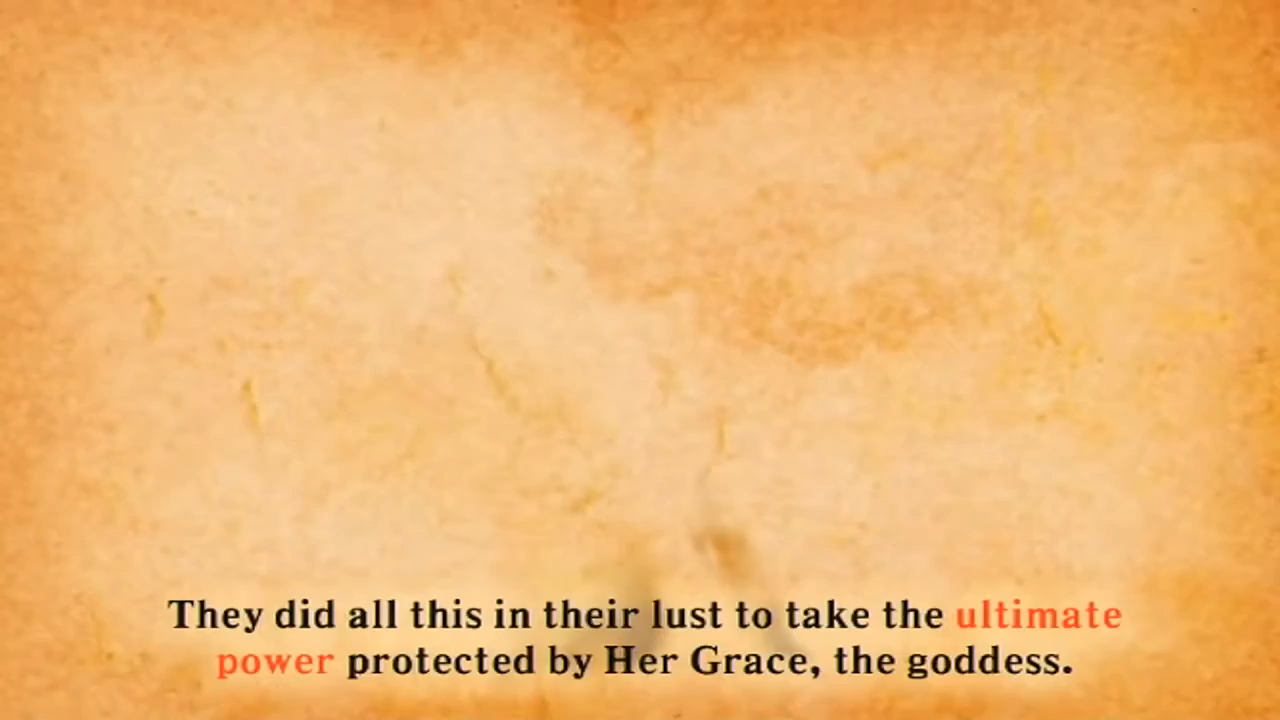 They did all this in their lust to take the ultimate
power protected by Her Grace, the goddess.